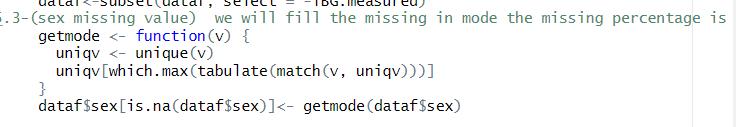 dataf<-subset(dataf, select = -TBG.measured)
5.3-(sex missing value)  we will fill the missing in mode the missing percentage is
getmode <- function(v) {
  uniqv <- unique(v)
  uniqv[which.max(tabulate(match(v, uniqv)))]
}
dataf$sex[is.na(dataf$sex)]<- getmode(dataf$sex)